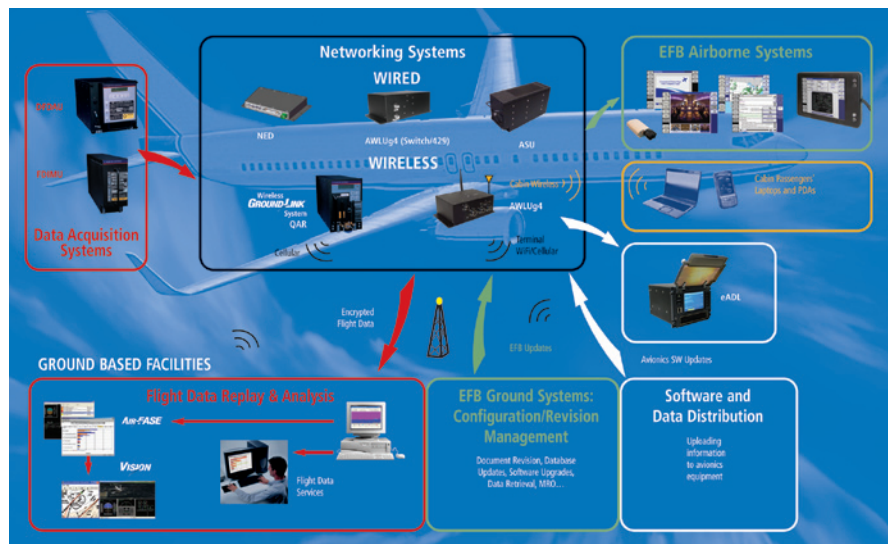 Networking Systems
WIRED
NED
AWLUg4 (Switch/429)
ASU
WIRELESS
Wireless
GROUND-LINK
System
QAR
Cabin Wireless
AWLUg4
Cellular
Terminal
WiFi/Cellular
Data Acquisition
Systems
EFB Airborne Systems
Cabin Passengers'
Laptops and PDAs
eADL
Encrypted
Flight Data
EFB Updates
Avionics SW Updates
GROUND BASED FACILITIES
Flight Data Replay & Analysis
AIRFASE
VISION
Flight Data
Services
EFB Ground Systems:
Configuration/Revision
Management
Document Revision, Database
Updates, Software Upgrades,
Data Retrieval, MRO...
Software and
Data Distribution
Uploading
information
to avionics
equipment